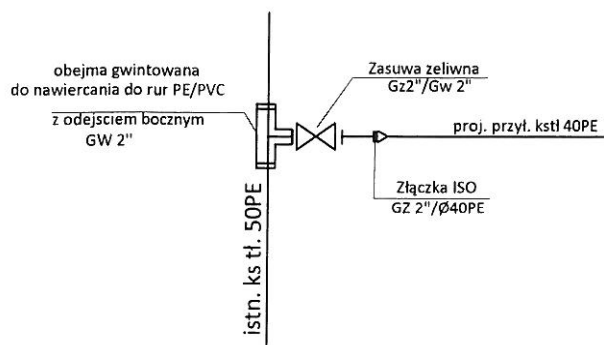 obejma gwintowana
do nawiercania do rur PE/PVC
z odejsciem bocznym
GW 2"
Zasuwa zeliwna
Gz2"/Gw 2"
proj. przył. kstł 40PE
Złączka ISO
GZ 2"/Ø40PE
istn. ks tł. 50PE